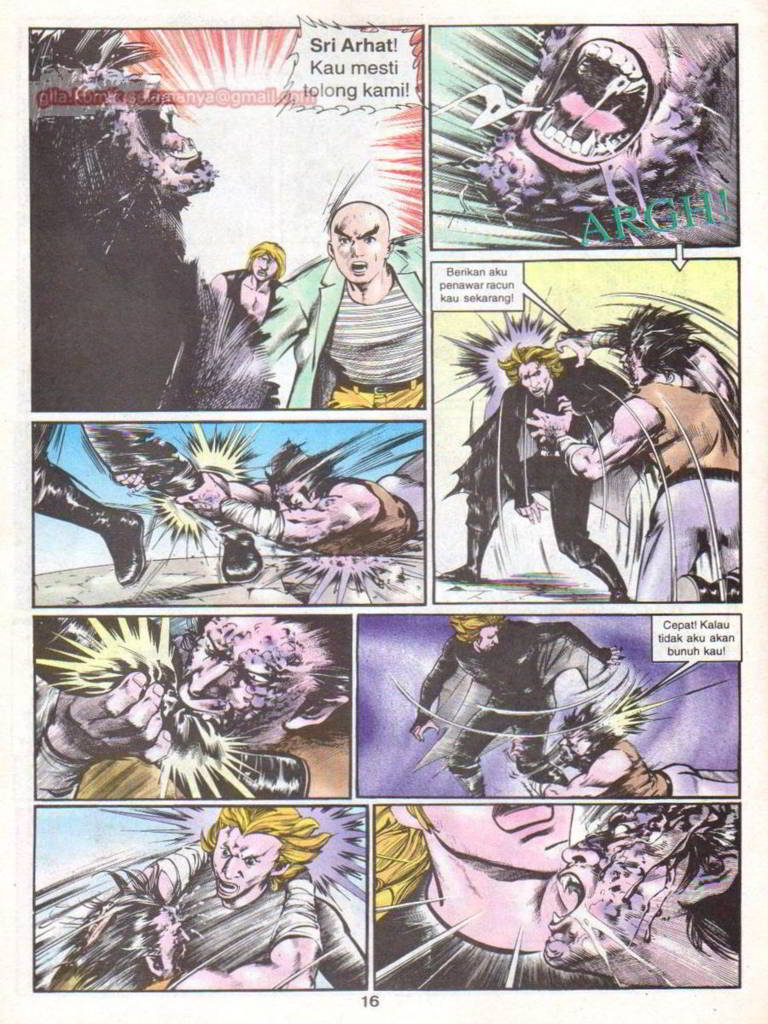 Sri Arhat!
Kau mesti
tolong kami!
ARGH!
Berikan aku
penawar racun
kau sekarang!
Cepat! Kalau
tidak aku akan
bunuh kau!
16